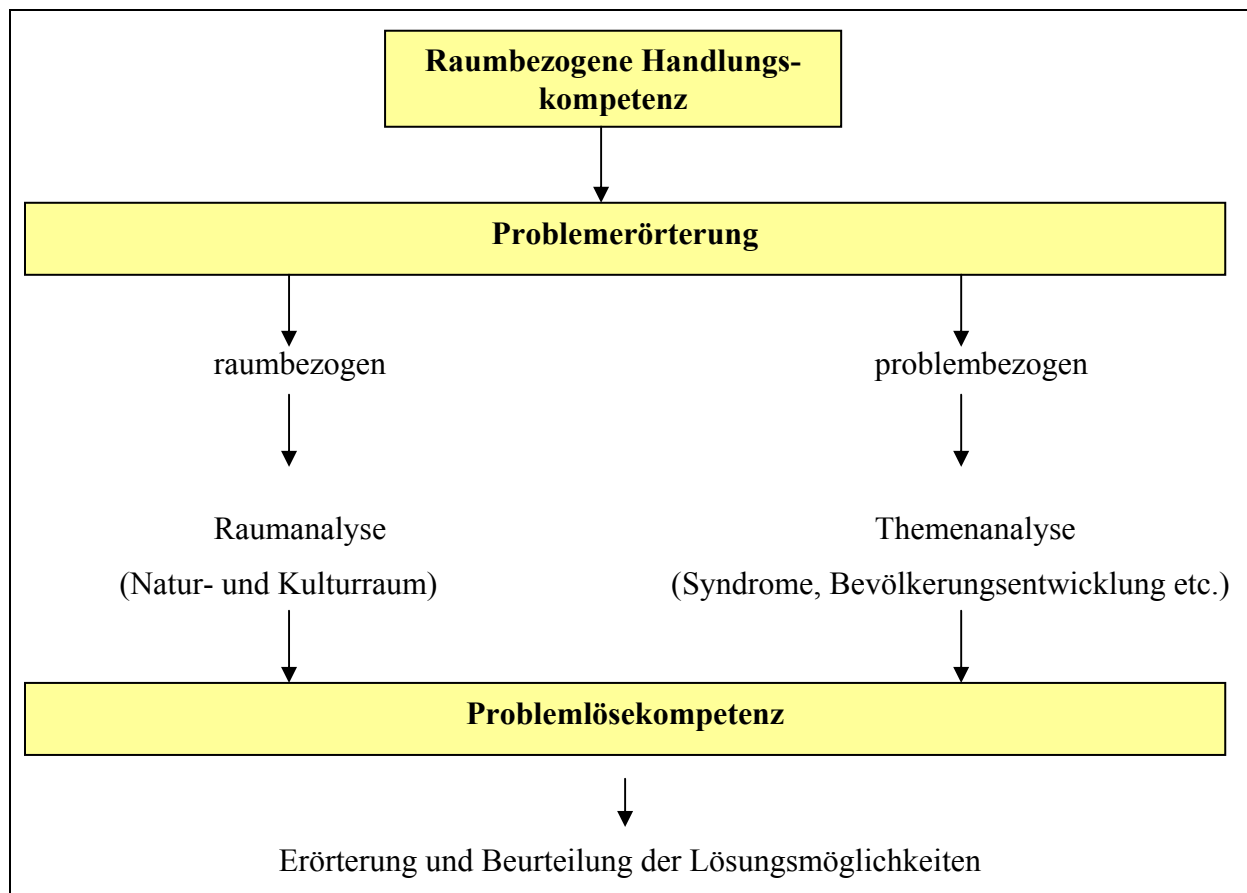 Raumbezogene Handlungs-
kompetenz
Problemerörterung
raumbezogen
problembezogen
Raumanalyse
Themenanalyse
(Natur- und Kulturraum)
(Syndrome, Bevölkerungsentwicklung etc.)
Problemlösekompetenz
Erörterung und Beurteilung der Lösungsmöglichkeiten